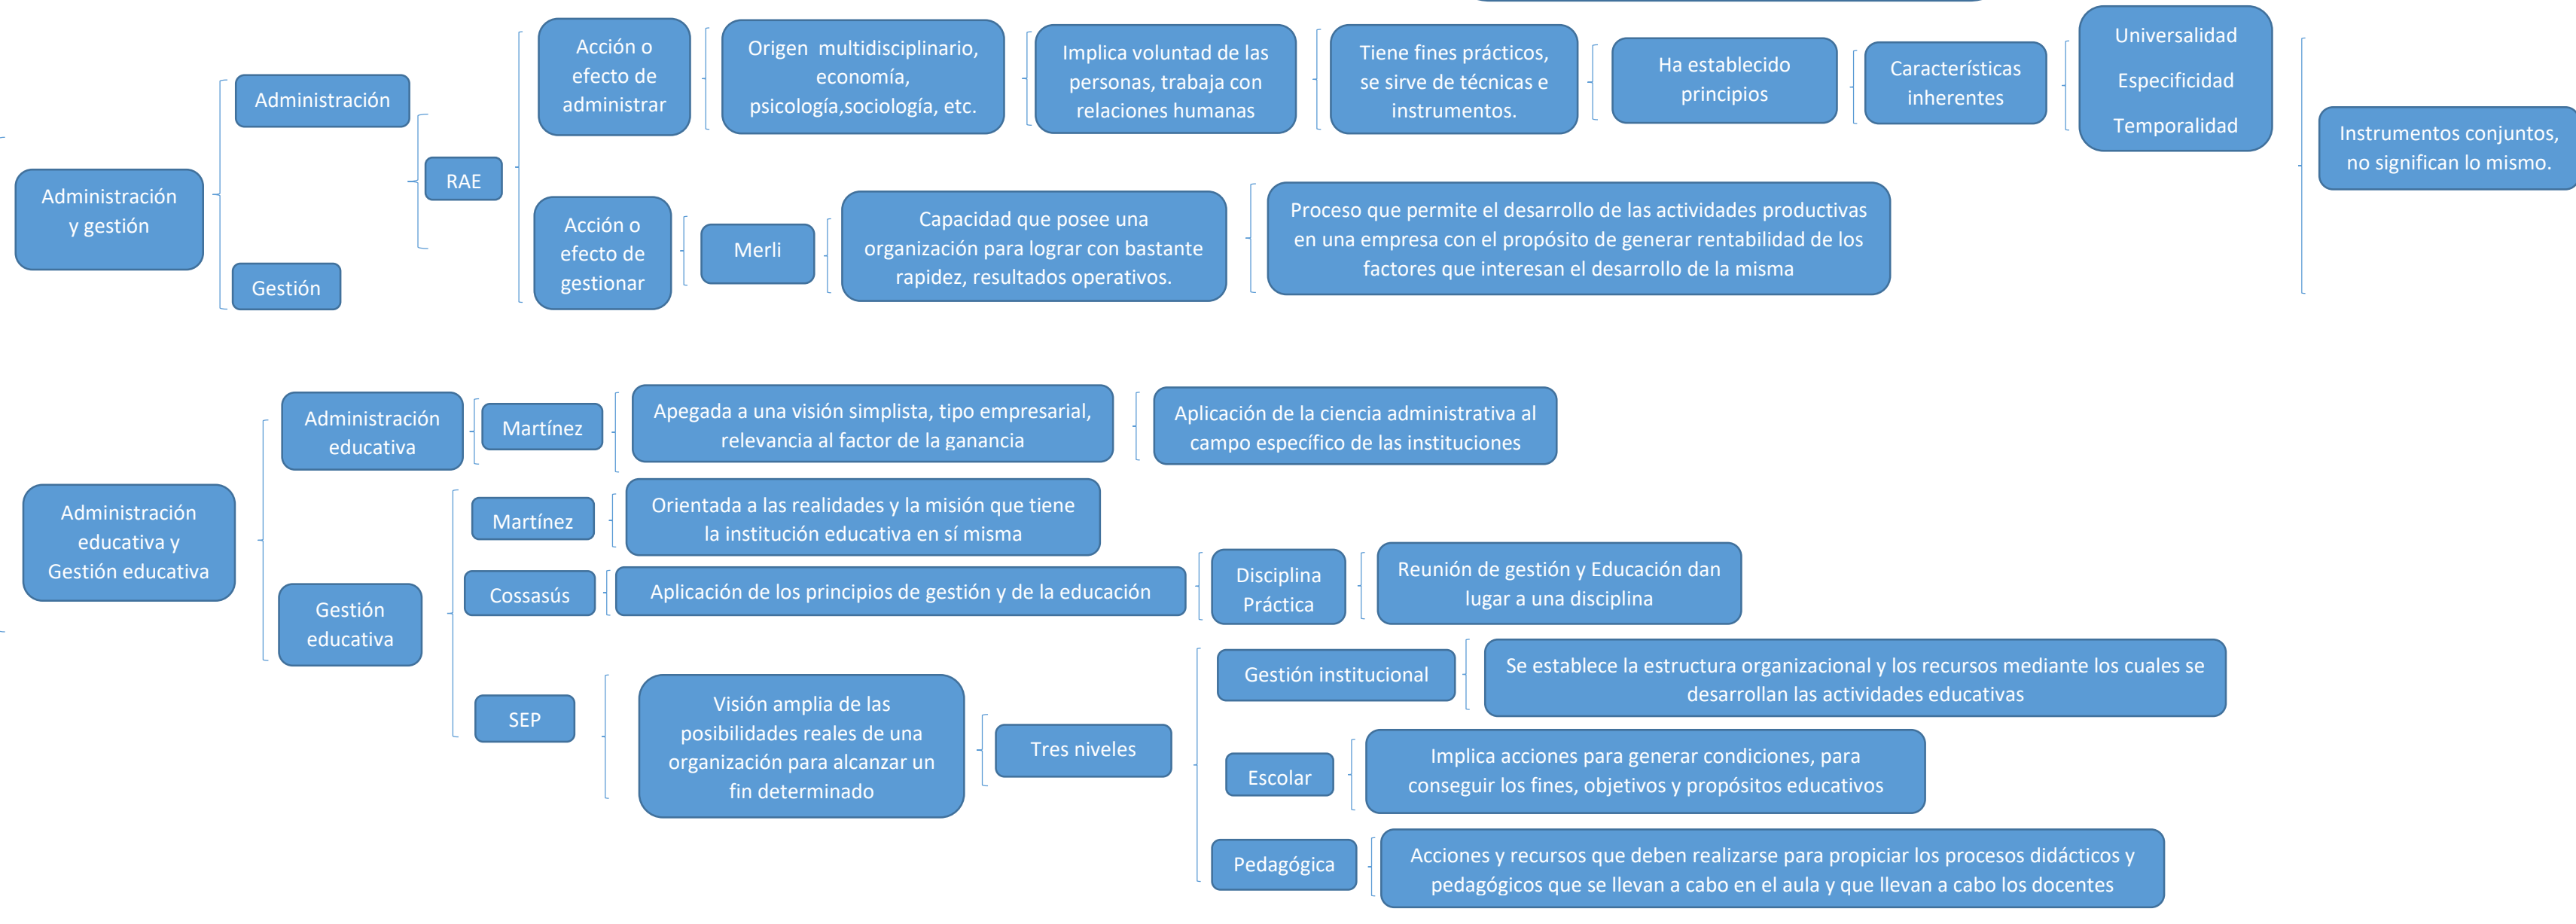 Administración
y gestión
Administración
Gestión
RAE
Acción o
efecto de
administrar
Origen multidisciplinario,
economía,
psicología,sociología, etc.
Implica voluntad de las
personas, trabaja con
relaciones humanas
Tiene fines prácticos,
se sirve de técnicas e
instrumentos.
Ha establecido
principios
Características
inherentes
Universalidad
Especificidad
Temporalidad
Instrumentos conjuntos,
no significan lo mismo.
Acción o
efecto de
gestionar
Merli
Capacidad que posee una
organización para lograr con bastante
rapidez, resultados operativos.
Proceso que permite el desarrollo de las actividades productivas
en una empresa con el propósito de generar rentabilidad de los
factores que interesan el desarrollo de la misma
Administración
educativa y
Gestión educativa
Administración
educativa
Martínez
Apegada a una visión simplista, tipo empresarial,
relevancia al factor de la ganancia
Aplicación de la ciencia administrativa al
campo específico de las instituciones
Gestión
educativa
Martínez
Orientada a las realidades y la misión que tiene
la institución educativa en sí misma
Cossasús
Aplicación de los principios de gestión y de la educación
Disciplina
Práctica
Reunión de gestión y Educación dan
lugar a una disciplina
SEP
Visión amplia de las
posibilidades reales de una
organización para alcanzar un
fin determinado
Tres niveles
Gestión institucional
Se establece la estructura organizacional y los recursos mediante los cuales se
desarrollan las actividades educativas
Escolar
Implica acciones para generar condiciones, para
conseguir los fines, objetivos y propósitos educativos
Pedagógica
Acciones y recursos que deben realizarse para propiciar los procesos didácticos y
pedagógicos que se llevan a cabo en el aula y que llevan a cabo los docentes